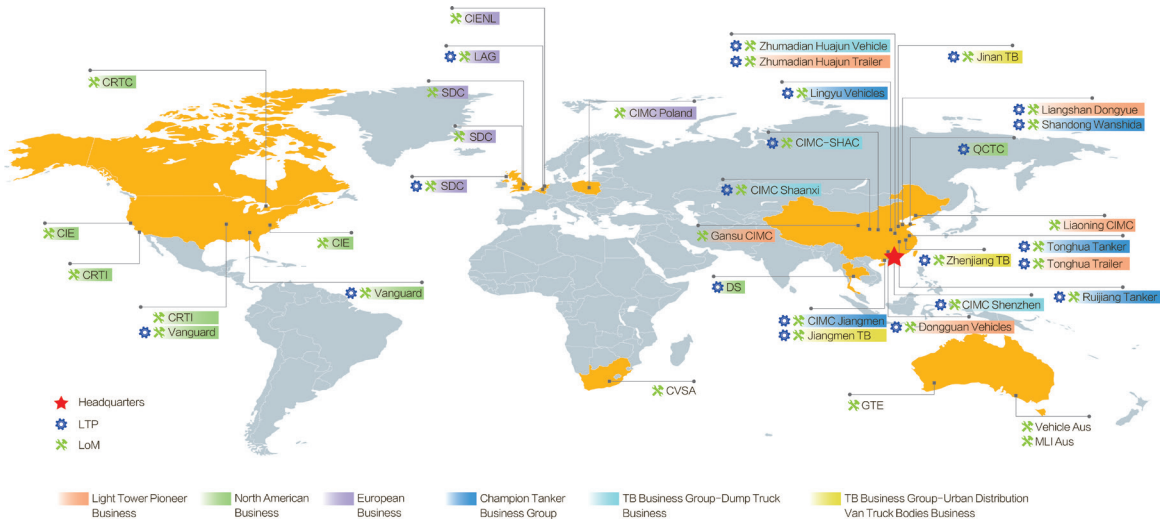 CIENL
LAG
CRTC
SDC
SDC
SDC
CIMC Poland
Zhumadian Huajun Vehicle
Zhumadian Huajun Trailer
Lingyu Vehicles
Jinan TB
Liangshan Dongyue
Shandong Wanshida
CIMC-SHAC
QCTC
CIMC Shaanxi
CIE
CIE
Gansu CIMC
Liaoning CIMC
Tonghua Tanker
Zhenjiang TB
Tonghua Trailer
CRTI
Vanguard
DS
Ruijiang Tanker
CIMC Shenzhen
CRTI
Vanguard
CIMC Jiangmen
Jiangmen TB
Dongguan Vehicles
CVSA
GTE
Vehicle Aus
MLI Aus
Headquarters
LTP
LoM
Light Tower Pioneer
Business
North American
Business
European
Business
Champion Tanker
Business Group
TB Business Group-Dump Truck
Business
TB Business Group-Urban Distribution
Van Truck Bodies Business